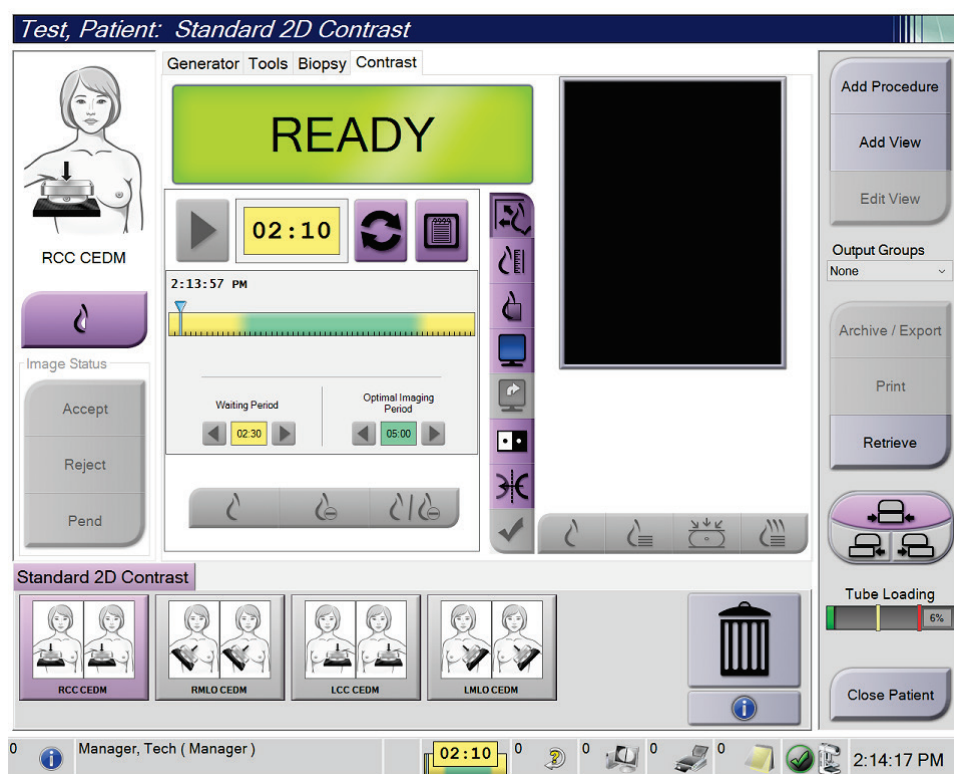 Test, Patient: Standard 2D Contrast
Generator Tools Biopsy Contrast
READY
RCC CEDM
02:10
2:13:57 PM
Waiting Period
Optimal Imaging
Period
02:30
05:00
Image Status
Accept
Reject
Pend
Add Procedure
Add View
Edit View
Output Groups
None
Archive / Export
Print
Retrieve
Tube Loading
6%
Close Patient
Standard 2D Contrast
RCC CEDM
RMLO CEDM
LCC CEDM
LMLO CEDM
0
Manager, Tech ( Manager )
02:10
0
0
0
0
2:14:17 PM